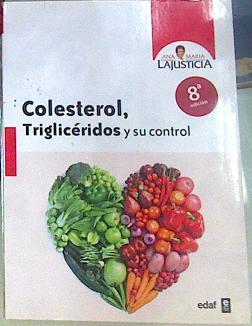 ANA MARIA
LAJUSTICIA
8ª
edición
Colesterol,
Triglicéridos y su control
edaf